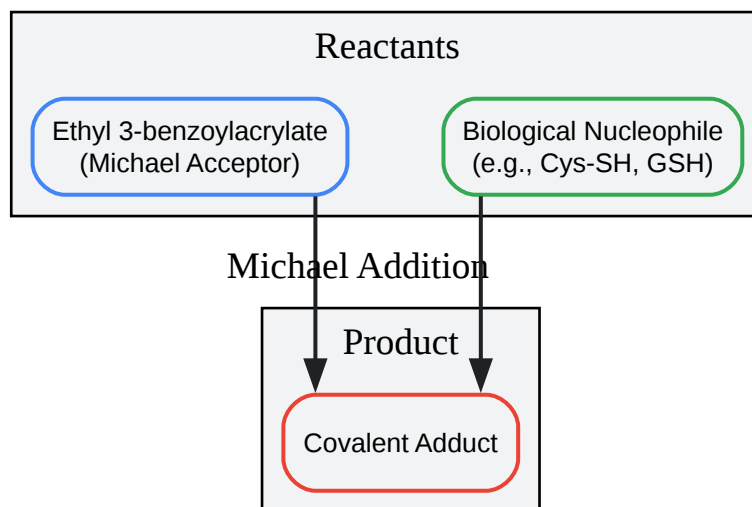 Reactants
Ethyl 3-benzoylacrylate
(Michael Acceptor)
Biological Nucleophile
(e.g., Cys-SH, GSH)
Michael Addition
Product
Covalent Adduct